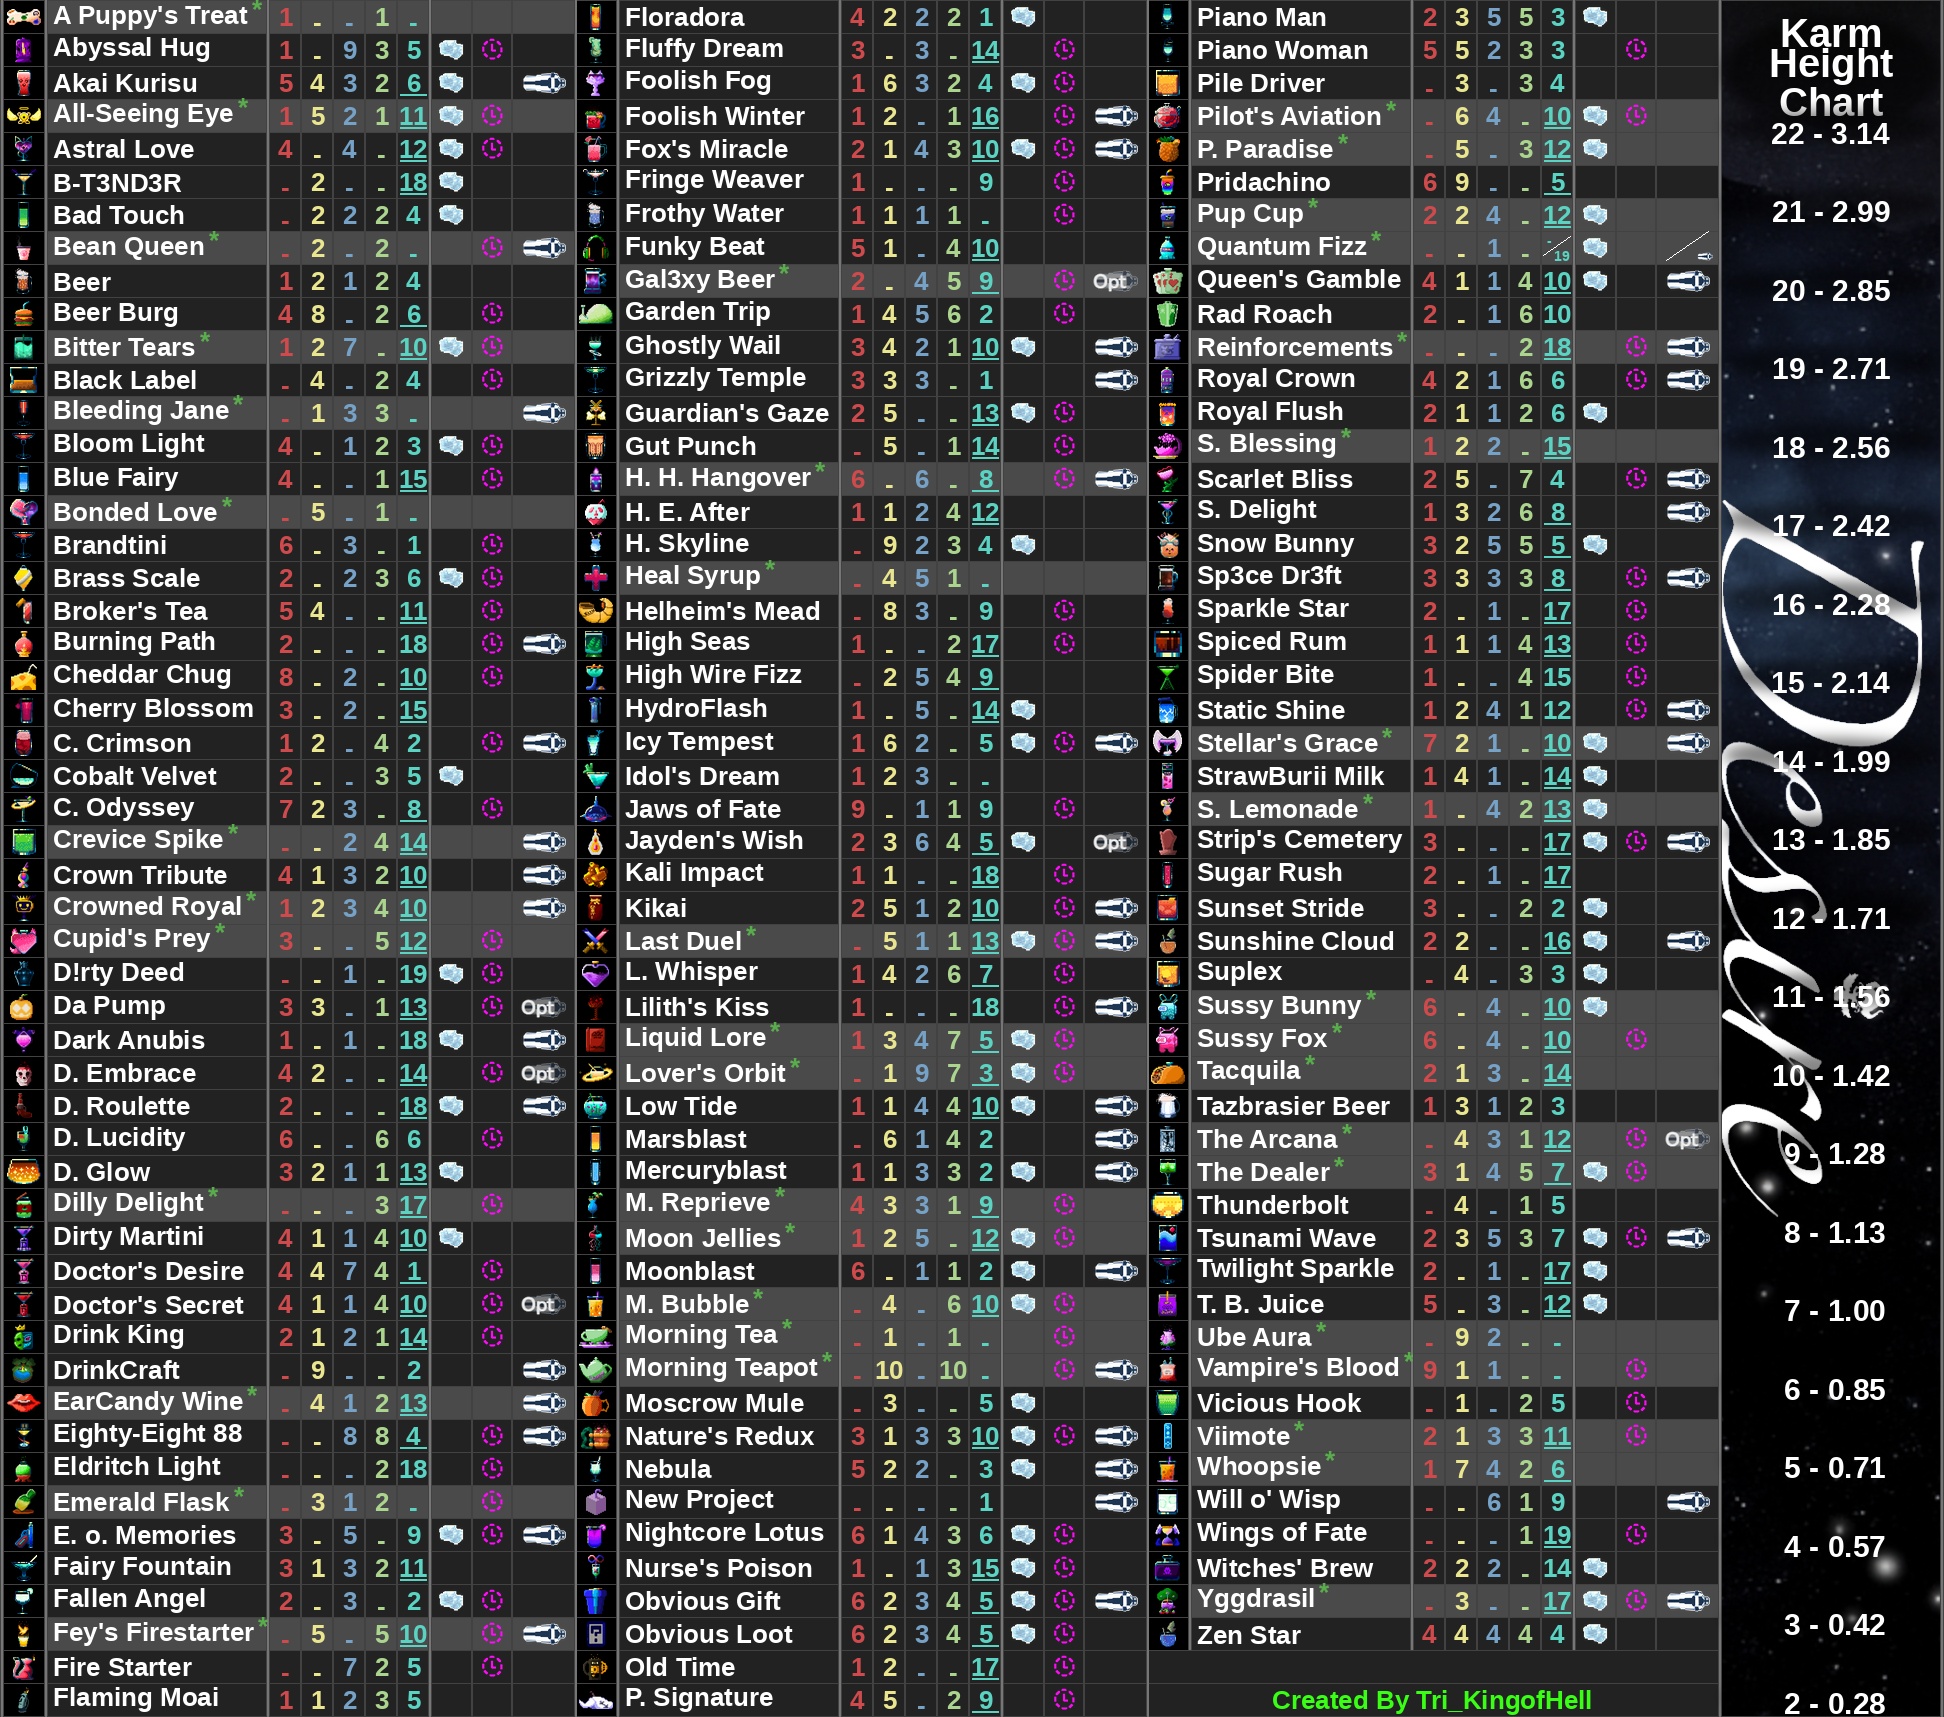 A Puppy's Treat* 1 - - 1 -
Abyssal Hug 1 - 9 3 5
Akai Kurisu 5 4 3 2 6
All-Seeing Eye* 1 5 2 1 11
Astral Love 4 - 4 - 12
B-T3ND3R - 2 - - 18
Bad Touch - 2 2 2 4
Bean Queen* - 2 - 2 -
Beer 1 2 1 2 4
Beer Burg 4 8 - 2 6
Bitter Tears* 1 2 7 - 10
Black Label - 4 - 2 4
Bleeding Jane* - 1 3 3 -
Bloom Light 4 - 1 2 3
Blue Fairy 4 - - 1 15
Bonded Love* - 5 - 1 -
Brandtini 6 - 3 - 1
Brass Scale 2 - 2 3 6
Broker's Tea 5 4 - - 11
Burning Path 2 - - - 18
Cheddar Chug 8 - 2 - 10
Cherry Blossom 3 - 2 - 15
C. Crimson 1 2 - 4 2
Cobalt Velvet 2 - - 3 5
C. Odyssey 7 2 3 - 8
Crevice Spike* - - 2 4 14
Crown Tribute 4 1 3 2 10
Crowned Royal* 1 2 3 4 10
Cupid's Prey* 3 - - 5 12
D!rty Deed - - 1 - 19
Da Pump 3 3 - 1 13 Opt
Dark Anubis 1 - 1 - 18
D. Embrace 4 2 - - 14 Opt
D. Roulette 2 - - - 18
D. Lucidity 6 - - 6 6
D. Glow 3 2 1 1 13
Dilly Delight* - - - 3 17
Dirty Martini 4 1 1 4 10
Doctor's Desire 4 4 7 4 1
Doctor's Secret 4 1 1 4 10 Opt
Drink King 2 1 2 1 14
DrinkCraft - 9 - - 2
EarCandy Wine* - 4 1 2 13
Eighty-Eight 88 - - 8 8 4
Eldritch Light - - - 2 18
Emerald Flask* - 3 1 2 -
E. o. Memories 3 - 5 - 9
Fairy Fountain 3 1 3 2 11
Fallen Angel 2 - 3 - 2
Fey's Firestarter* - 5 - 5 10
Fire Starter - - 7 2 5
Flaming Moai 1 1 2 3 5
Floradora 4 2 2 2 1
Fluffy Dream 3 - 3 - 14
Foolish Fog 1 6 3 2 4
Foolish Winter 1 2 - 1 16
Fox's Miracle 2 1 4 3 10
Fringe Weaver 1 - - - 9
Frothy Water 1 1 1 1 -
Funky Beat 5 1 - 4 10
Gal3xy Beer* 2 - 4 5 9 Opt
Garden Trip 1 4 5 6 2
Ghostly Wail 3 4 2 1 10
Grizzly Temple 3 3 3 - 1
Guardian's Gaze 2 5 - - 13
Gut Punch - 5 - 1 14
H. H. Hangover* 6 - 6 - 8
H. E. After 1 1 2 4 12
H. Skyline - 9 2 3 4
Heal Syrup* - 4 5 1 -
Helheim's Mead - 8 3 - 9
High Seas 1 - - 2 17
High Wire Fizz - 2 5 4 9
HydroFlash 1 - 5 - 14
Icy Tempest 1 6 2 - 5
Idol's Dream 1 2 3 - -
Jaws of Fate 9 - 1 1 9
Jayden's Wish 2 3 6 4 5 Opt
Kali Impact 1 1 - - 18
Kikai 2 5 1 2 10
Last Duel* - 5 1 1 13
L. Whisper 1 4 2 6 7
Lilith's Kiss 1 - - - 18
Liquid Lore* 1 3 4 7 5
Lover's Orbit* - 1 9 7 3
Low Tide 1 1 4 4 10
Marsblast - 6 1 4 2
Mercuryblast 1 1 3 3 2
M. Reprieve* 4 3 3 1 9
Moon Jellies* 1 2 5 - 12
Moonblast 6 - 1 1 2
M. Bubble* - 4 - 6 10
Morning Tea* - 1 - 1 -
Morning Teapot* - 10 - 10 -
Moscrow Mule - 3 - - 5
Nature's Redux 3 1 3 3 10
Nebula 5 2 2 - 3
New Project - - - - 1
Nightcore Lotus 6 1 4 3 6
Nurse's Poison 1 - 1 3 15
Obvious Gift 6 2 3 4 5
Obvious Loot 6 2 3 4 5
Old Time 1 2 - - 17
P. Signature 4 5 - 2 9
Piano Man 2 3 5 5 3
Piano Woman 5 5 2 3 3
Pile Driver - 3 - 3 4
Pilot's Aviation* - 6 4 - 10
P. Paradise* - 5 - 3 12
Pridachino 6 9 - - 5
Pup Cup* 2 2 4 - 12
Quantum Fizz* - - 1 - -/19
Queen's Gamble 4 1 1 4 10
Rad Roach 2 - 1 6 10
Reinforcements* - - - 2 18
Royal Crown 4 2 1 6 6
Royal Flush 2 1 1 2 6
S. Blessing* 1 2 2 - 15
Scarlet Bliss 2 5 - 7 4
S. Delight 1 3 2 6 8
Snow Bunny 3 2 5 5 5
Sp3ce Dr3ft 3 3 3 3 8
Sparkle Star 2 - 1 - 17
Spiced Rum 1 1 1 4 13
Spider Bite 1 - - 4 15
Static Shine 1 2 4 1 12
Stellar's Grace* 7 2 1 - 10
StrawBurii Milk 1 4 1 - 14
S. Lemonade* 1 - 4 2 13
Strip's Cemetery 3 - - - 17
Sugar Rush 2 - 1 - 17
Sunset Stride 3 - - 2 2
Sunshine Cloud 2 2 - - 16
Suplex - 4 - 3 3
Sussy Bunny* 6 - 4 - 10
Sussy Fox* 6 - 4 - 10
Tacquila* 2 1 3 - 14
Tazbrasier Beer 1 3 1 2 3
The Arcana* - 4 3 1 12 Opt
The Dealer* 3 1 4 5 7
Thunderbolt - 4 - 1 5
Tsunami Wave 2 3 5 3 7
Twilight Sparkle 2 - 1 - 17
T. B. Juice 5 - 3 - 12
Ube Aura* - 9 2 - -
Vampire's Blood* 9 1 1 - -
Vicious Hook - 1 - 2 5
Viimote* 2 1 3 3 11
Whoopsie* 1 7 4 2 6
Will o' Wisp - - 6 1 9
Wings of Fate - - - 1 19
Witches' Brew 2 2 2 - 14
Yggdrasil* - 3 - - 17
Zen Star 4 4 4 4 4
Created By Tri_KingofHell
Karm
Height
Chart
22 - 3.14
21 - 2.99
20 - 2.85
19 - 2.71
18 - 2.56
17 - 2.42
16 - 2.28
15 - 2.14
14 - 1.99
13 - 1.85
12 - 1.71
11 - 1.56
10 - 1.42
9 - 1.28
8 - 1.13
7 - 1.00
6 - 0.85
5 - 0.71
4 - 0.57
3 - 0.42
2 - 0.28